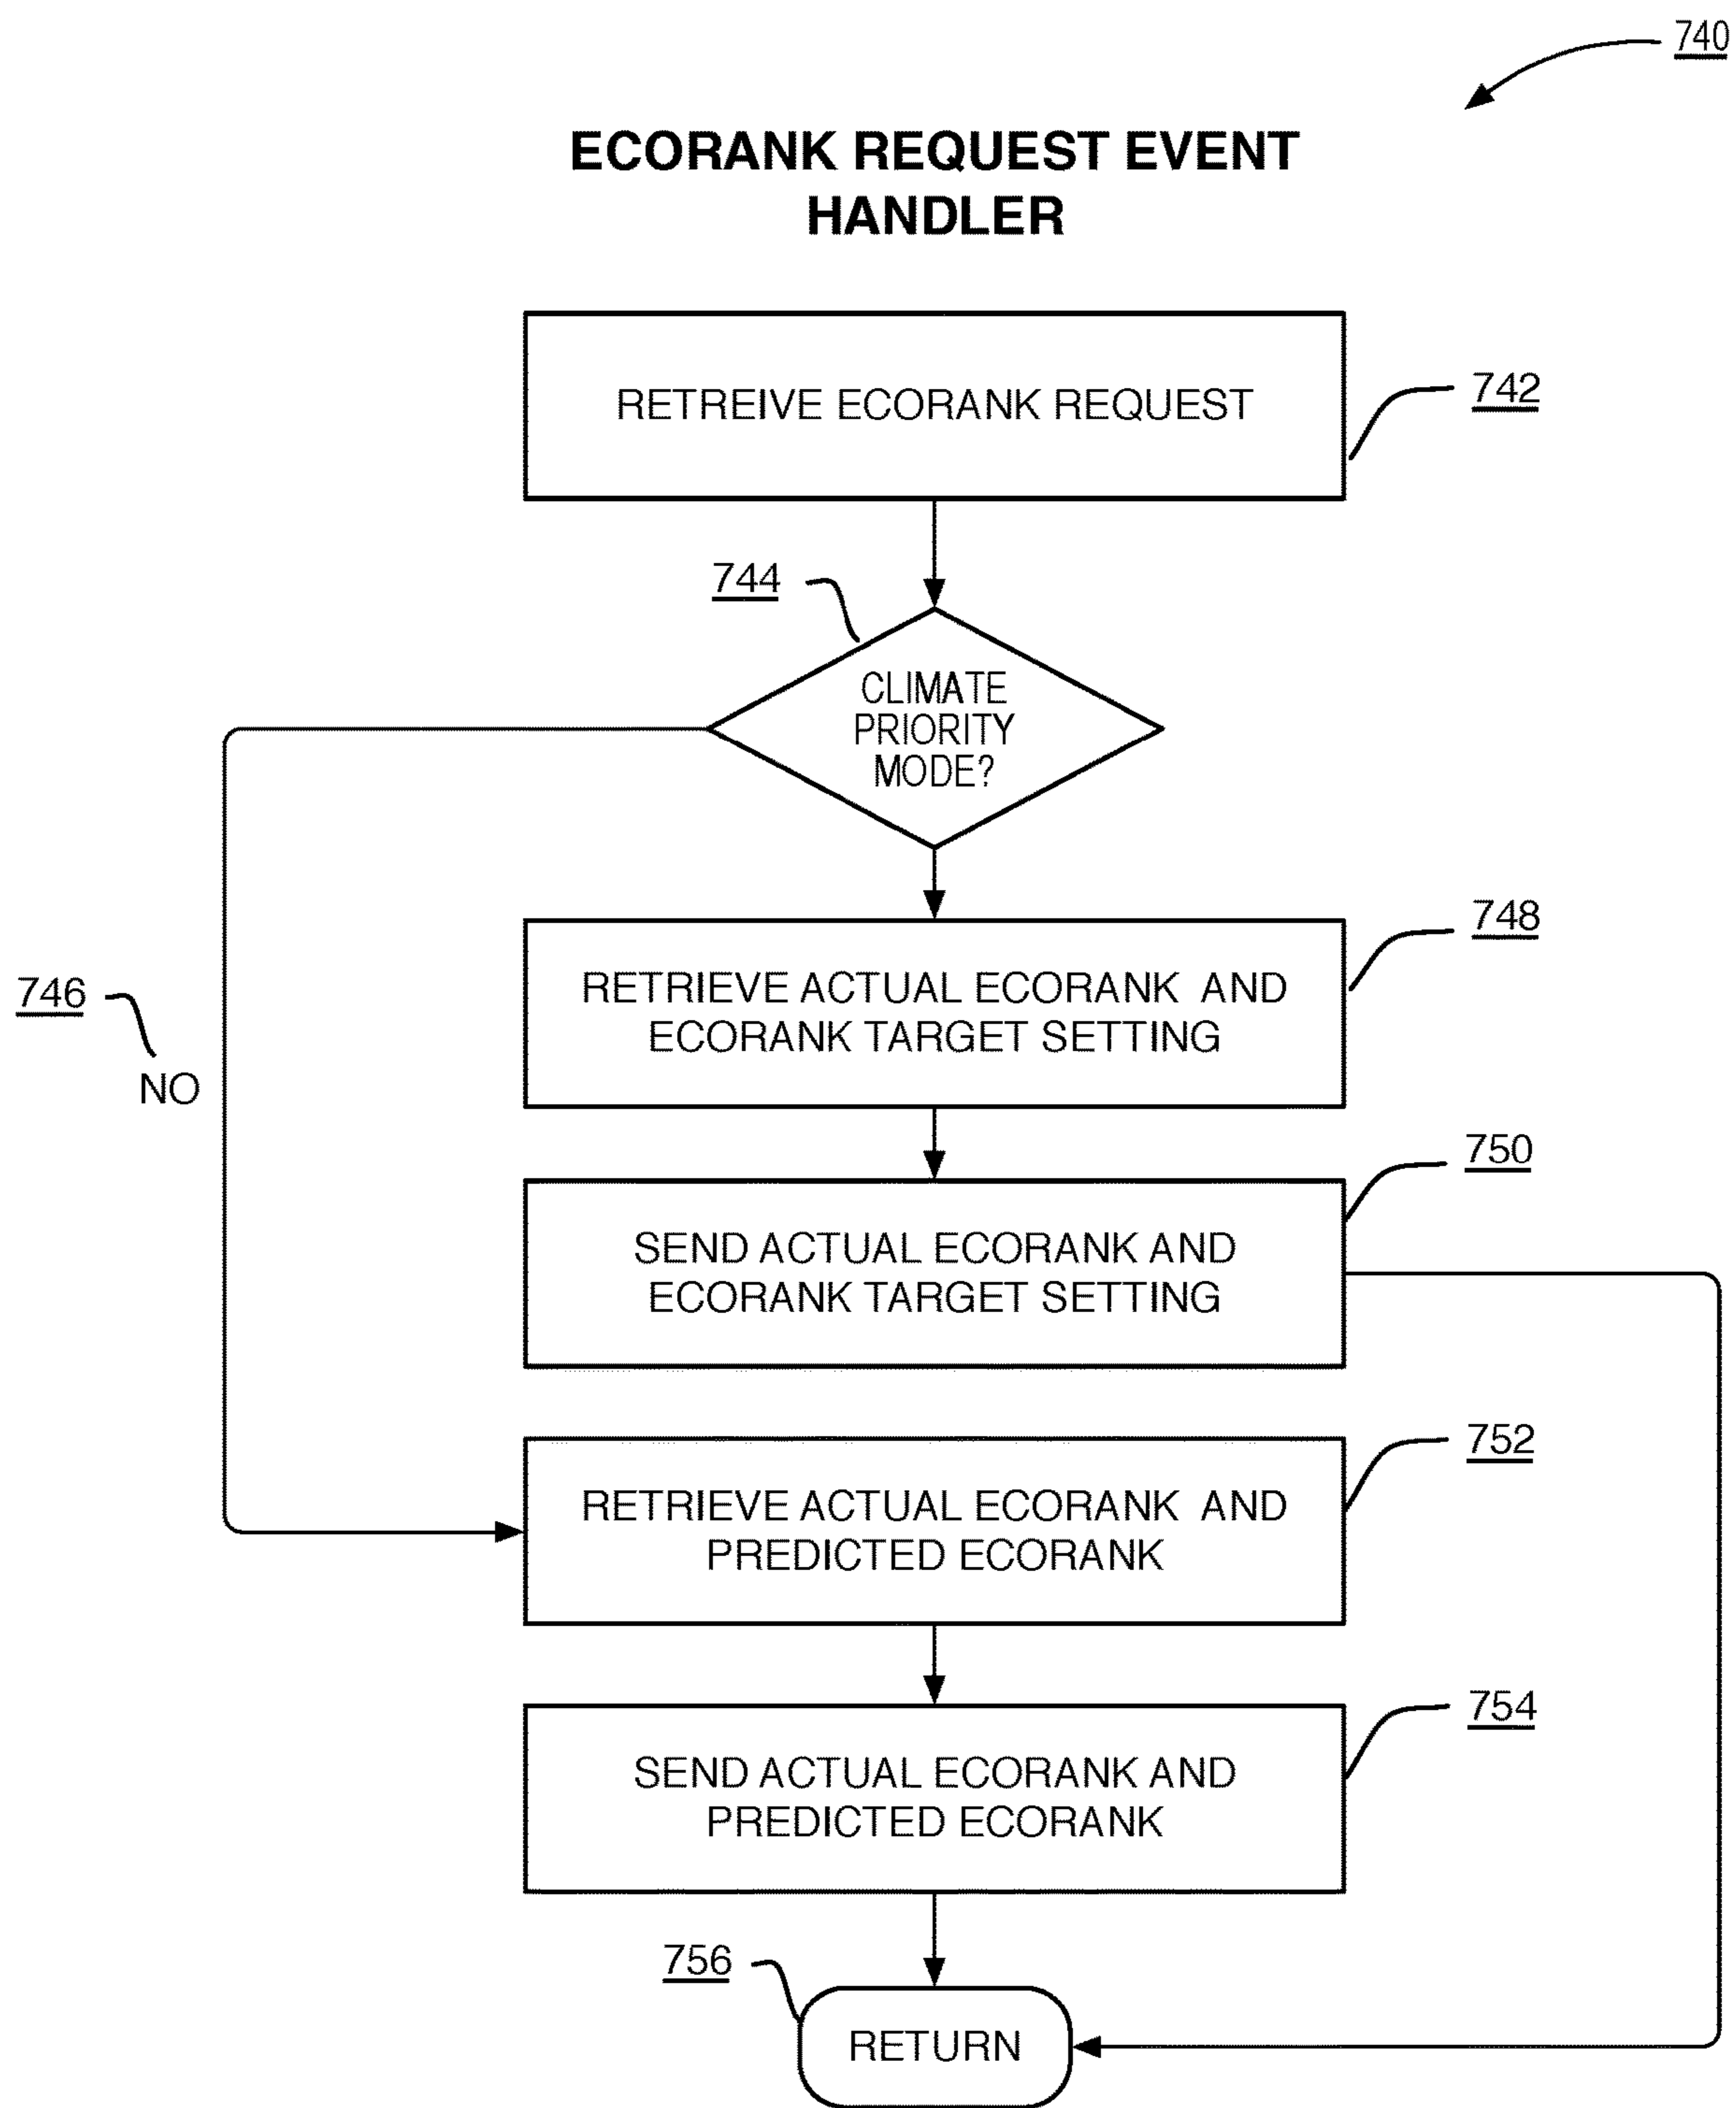 740
ECORANK REQUEST EVENT
HANDLER
RETREIVE ECORANK REQUEST
742
744
CLIMATE
PRIORITY
MODE?
748
RETRIEVE ACTUAL ECORANK AND
ECORANK TARGET SETTING
746
NO
750
SEND ACTUAL ECORANK AND
ECORANK TARGET SETTING
752
RETRIEVE ACTUAL ECORANK AND
PREDICTED ECORANK
754
SEND ACTUAL ECORANK AND
PREDICTED ECORANK
756
RETURN